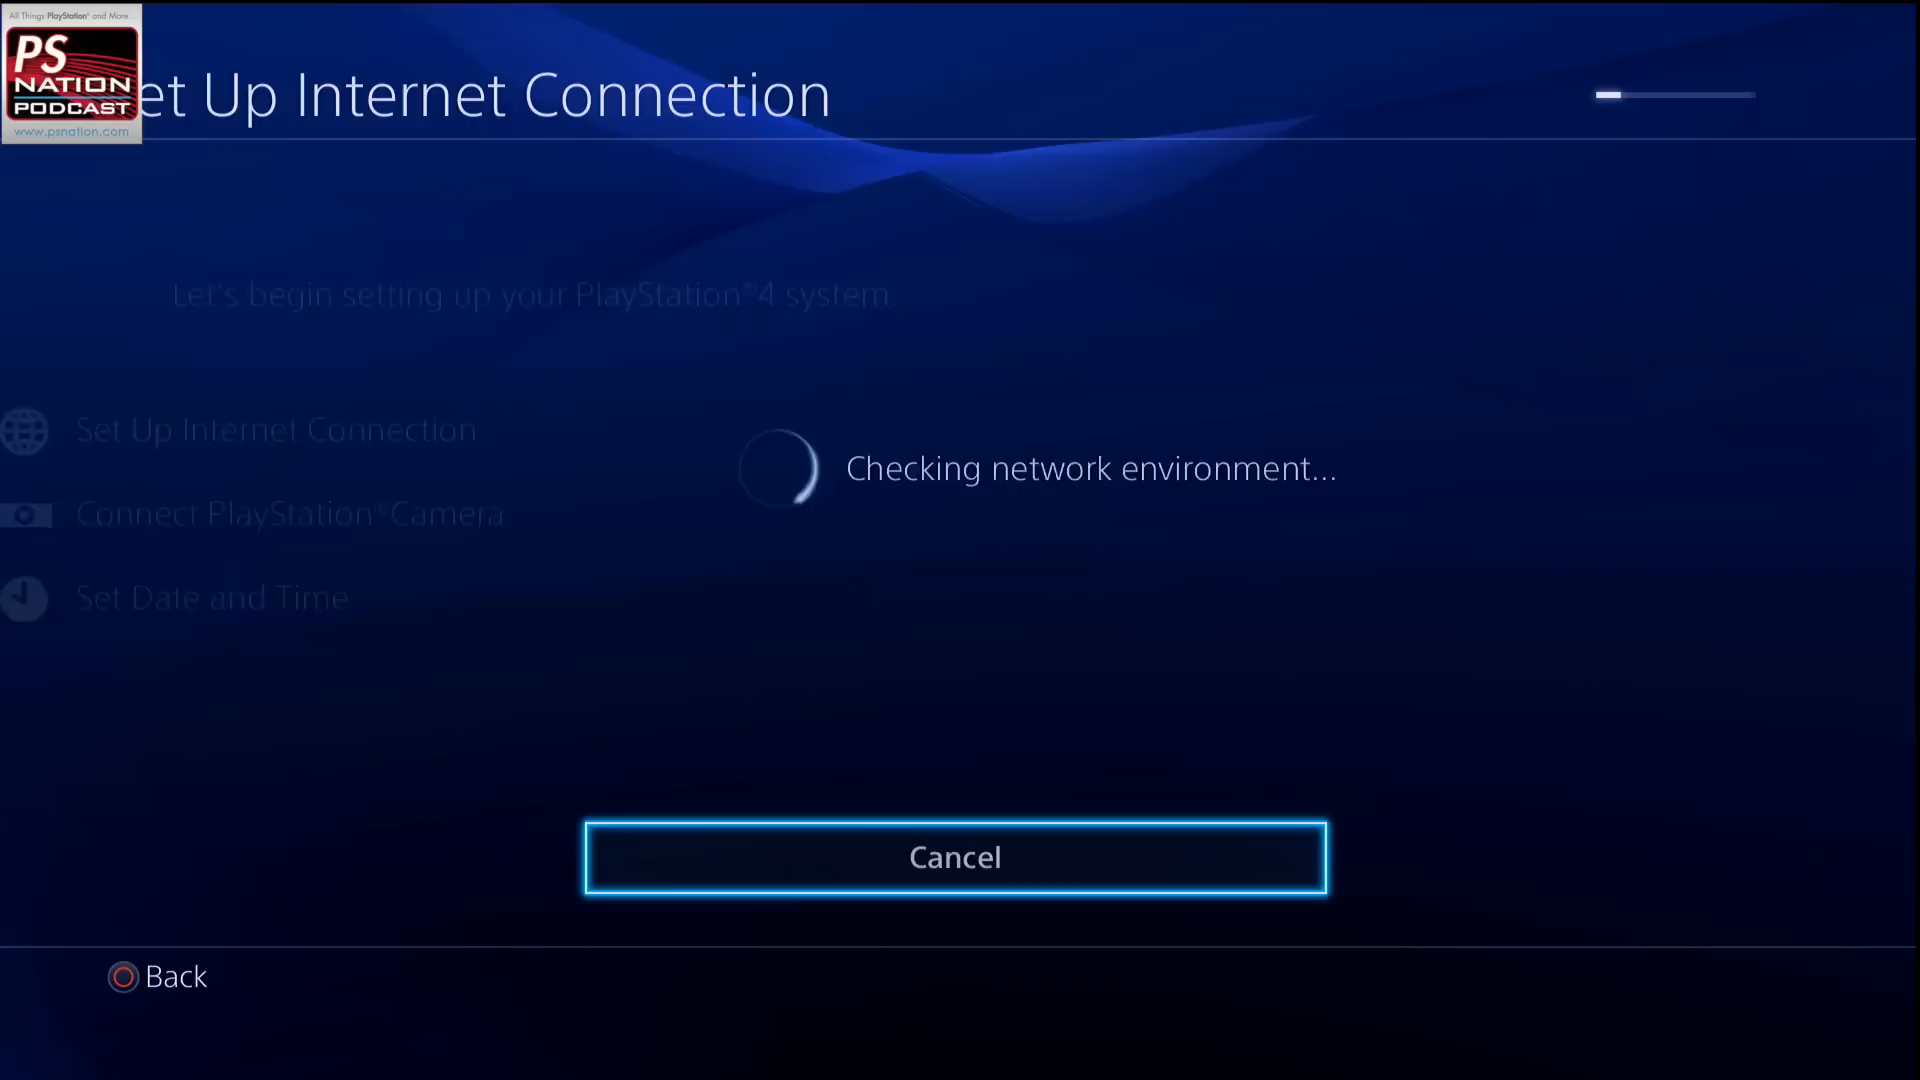 All Things PlayStation® and More...
PS
NATION
PODCAST
www.psnation.com
et Up Internet Connection
Let's begin setting up your PlayStation®4 system.
Set Up Internet Connection
Connect PlayStation®Camera
Set Date and Time
Checking network environment...
Cancel
Back